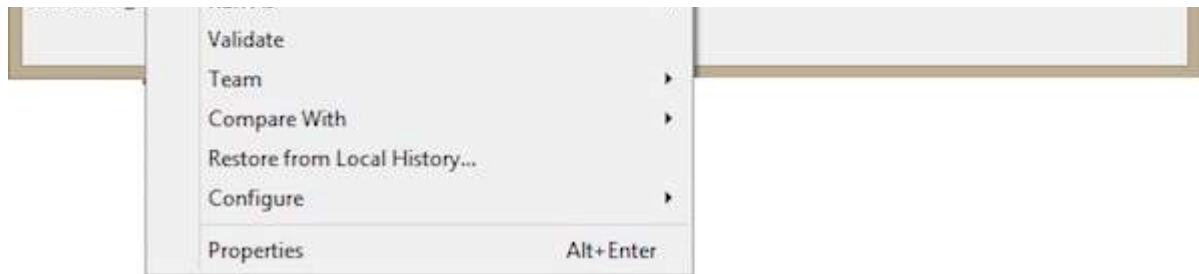 Validate
Team
Compare With
Restore from Local History...
Configure
Properties Alt+Enter